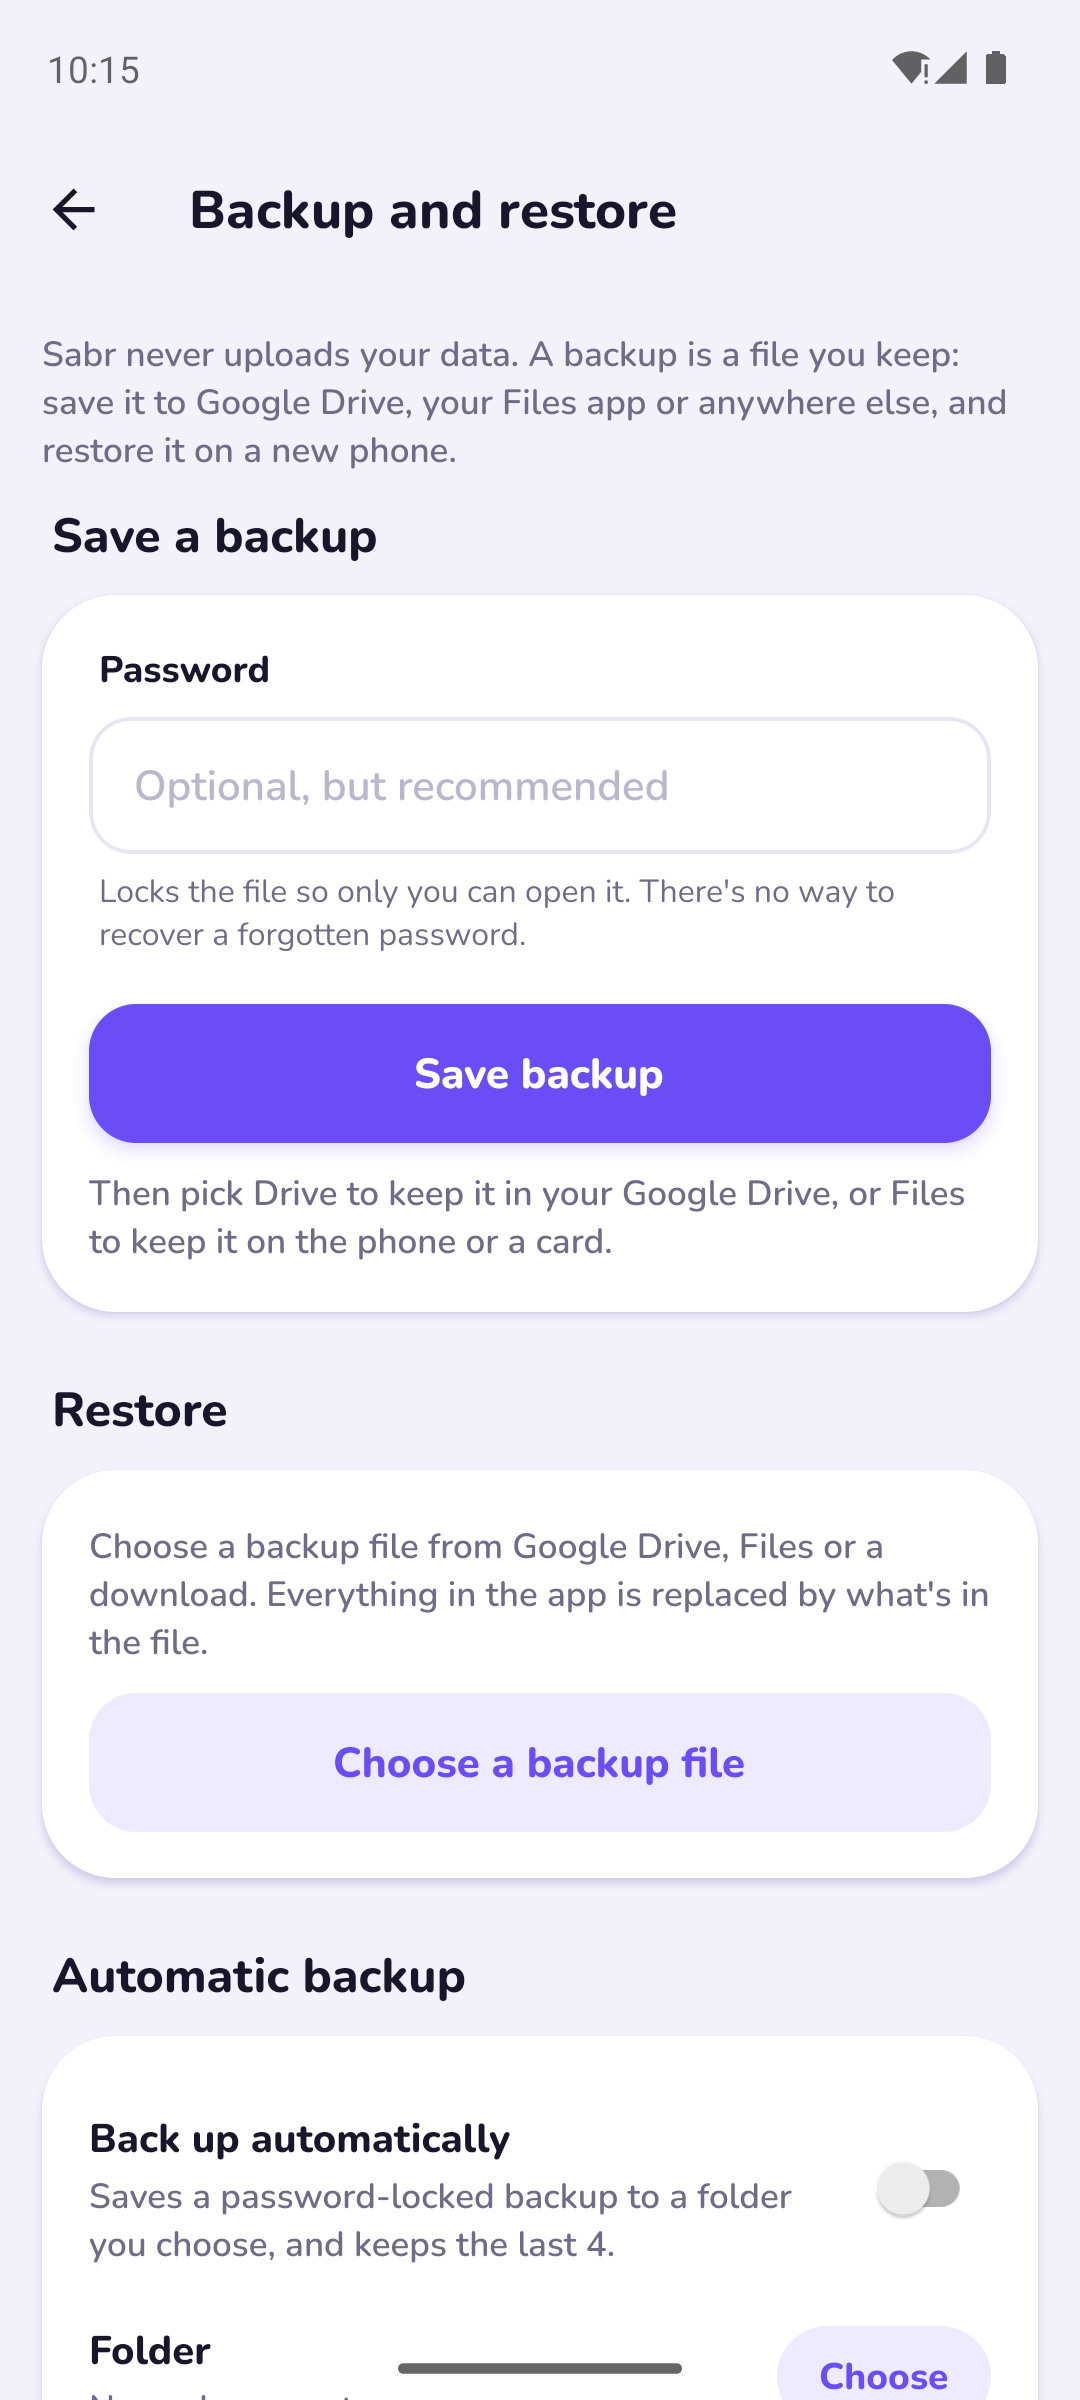 10:15
Backup and restore
Sabr never uploads your data. A backup is a file you keep:
save it to Google Drive, your Files app or anywhere else, and
restore it on a new phone.
Save a backup
Password
Optional, but recommended
Locks the file so only you can open it. There's no way to
recover a forgotten password.
Save backup
Then pick Drive to keep it in your Google Drive, or Files
to keep it on the phone or a card.
Restore
Choose a backup file from Google Drive, Files or a
download. Everything in the app is replaced by what's in
the file.
Choose a backup file
Automatic backup
Back up automatically
Saves a password-locked backup to a folder
you choose, and keeps the last 4.
Folder
Choose